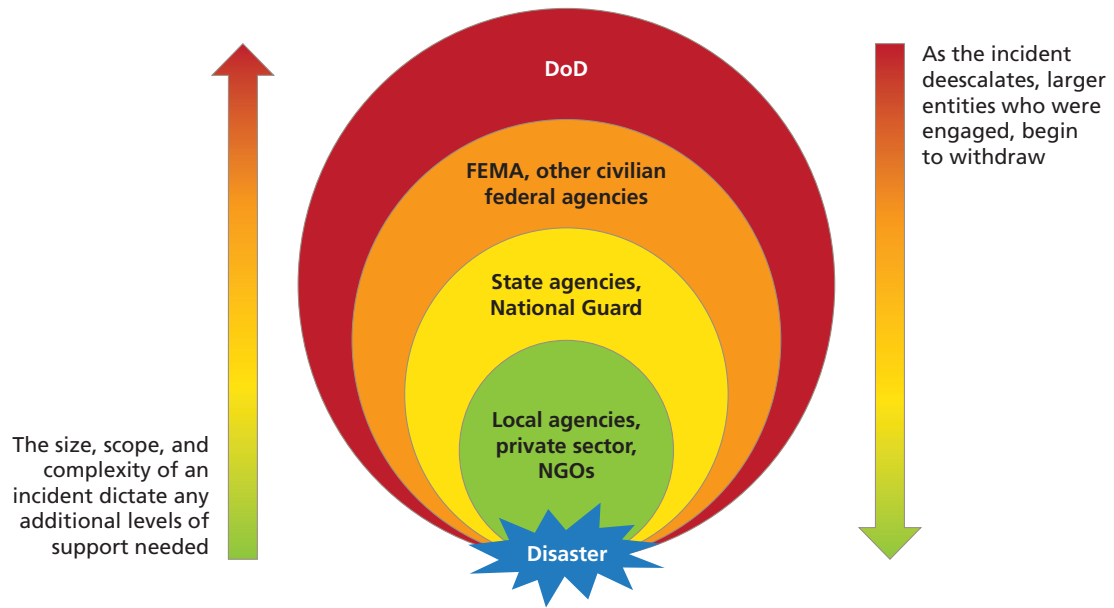 DoD
FEMA, other civilian
federal agencies
State agencies,
National Guard
Local agencies,
private sector,
NGOs
Disaster
The size, scope, and
complexity of an
incident dictate any
additional levels of
support needed
As the incident
deescalates, larger
entities who were
engaged, begin
to withdraw